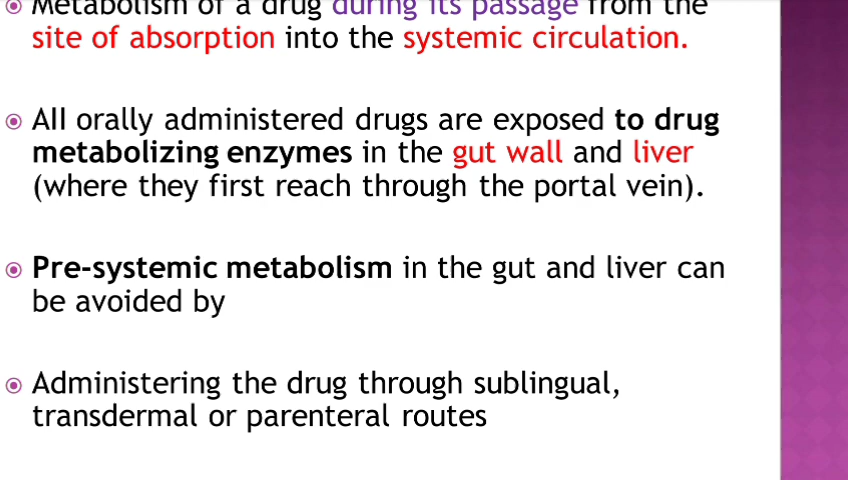 Metabolism of a drug during its passage from the
site of absorption into the systemic circulation.
All orally administered drugs are exposed to drug
metabolizing enzymes in the gut wall and liver
(where they first reach through the portal vein).
Pre-systemic metabolism in the gut and liver can
be avoided by
Administering the drug through sublingual,
transdermal or parenteral routes